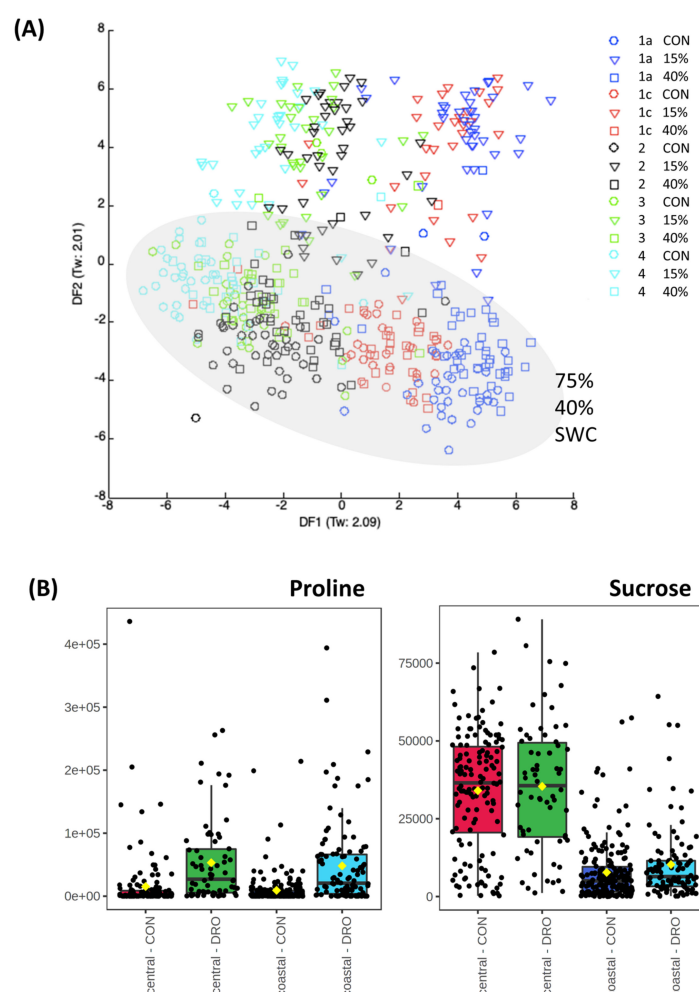 (A)
8
6
4
2
0
-2
-4
-6
-8
DF2 (Tw: 2.01)
-8 -6 -4 -2 0 2 4 6 8
DF1 (Tw: 2.09)
1a CON
1a 15%
1a 40%
1c CON
1c 15%
1c 40%
2 CON
2 15%
2 40%
3 CON
3 15%
3 40%
4 CON
4 15%
4 40%
75%
40%
SWC
(B)
Proline
4e+05
3e+05
2e+05
1e+05
0e+00
central - CON
central - DRO
coastal - CON
coastal - DRO
Sucrose
75000
50000
25000
0
central - CON
central - DRO
coastal - CON
coastal - DRO